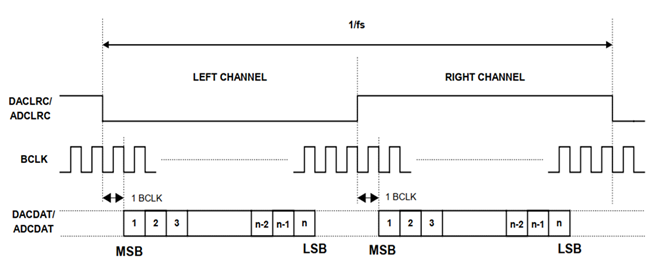 1/fs
LEFT CHANNEL RIGHT CHANNEL
DACLRC/
ADCLRC
BCLK
1 BCLK 1 BCLK
DACDAT/
ADCDAT
1 2 3 n-2 n-1 n 1 2 3 n-2 n-1 n
MSB LSB MSB LSB